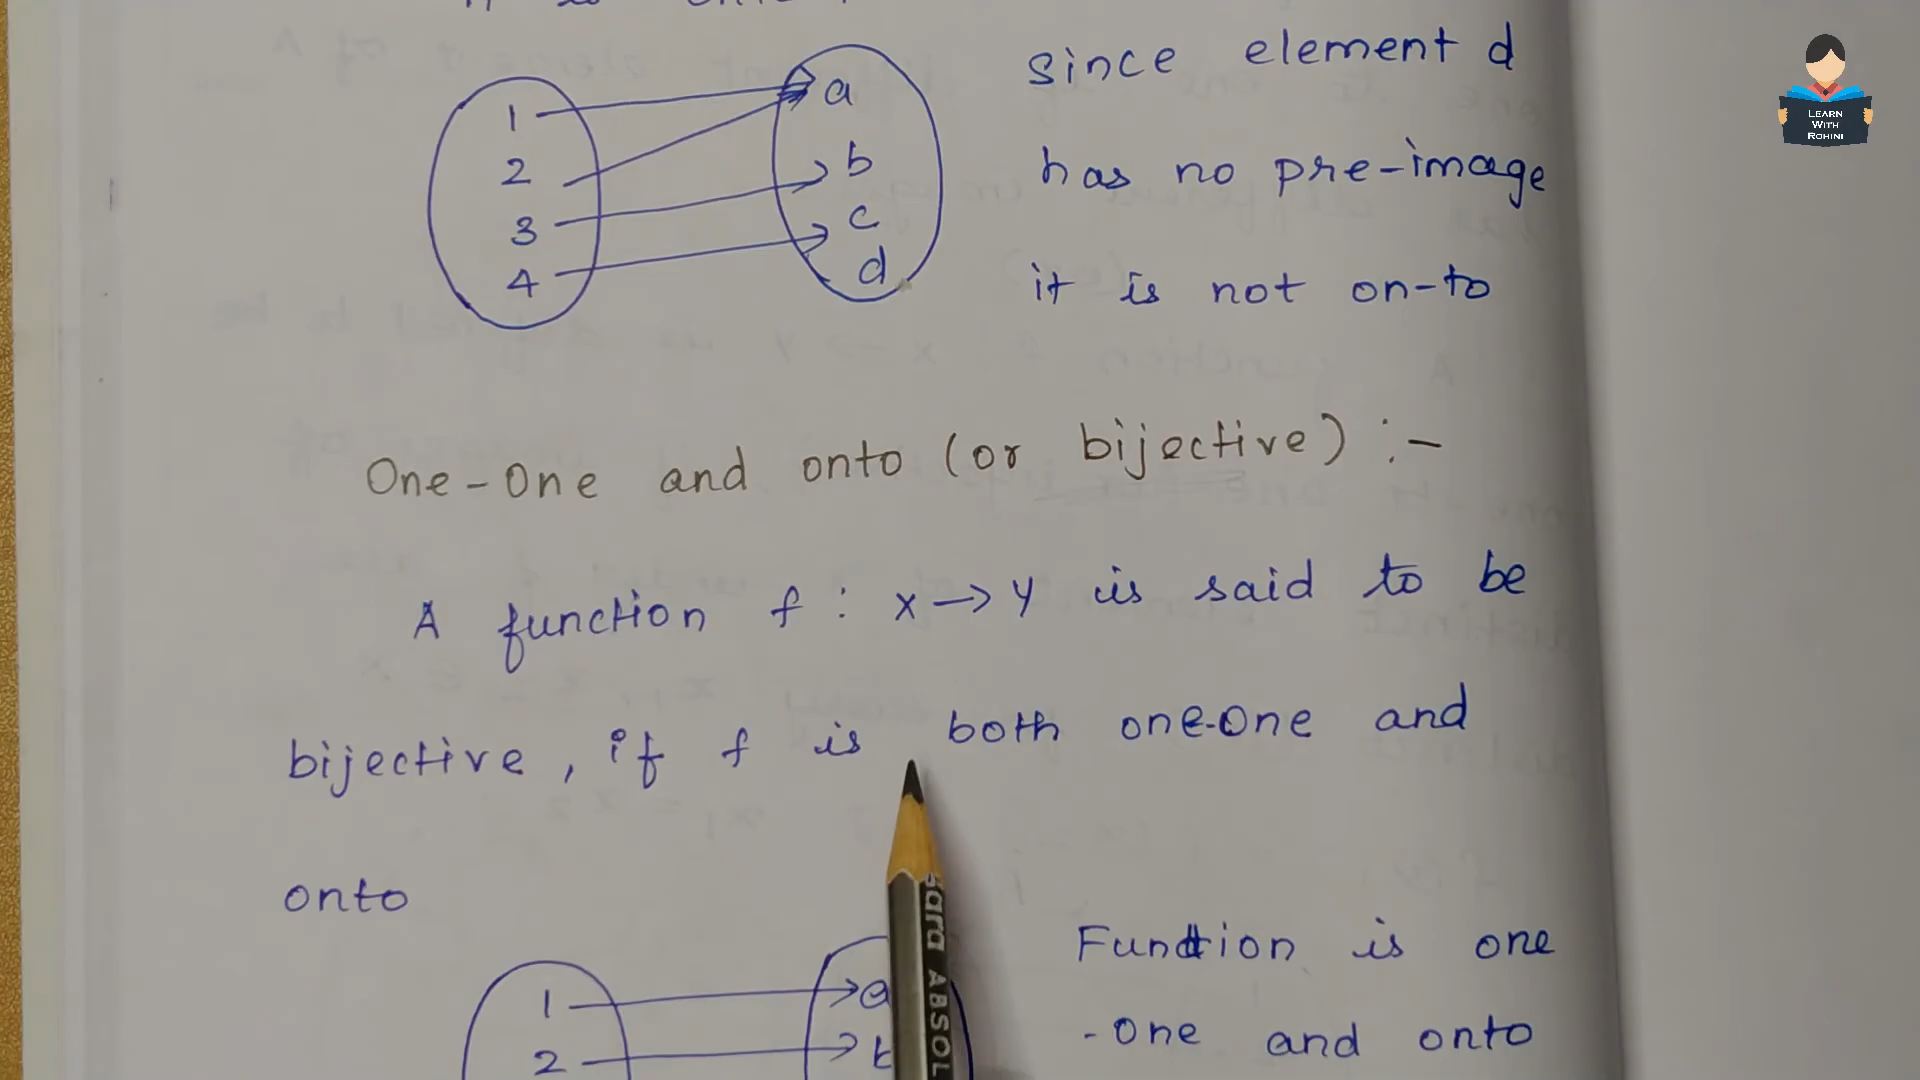 1
2
3
4
a
b
c
d
since element d
has no pre-image
it is not on-to
One-One and onto (or bijective) :-
A function f : x → y is said to be
bijective, if f is both one-one and
onto
1
2
a
Function is one
-one and onto
LEARN
WITH
ROHINI
ABSOL